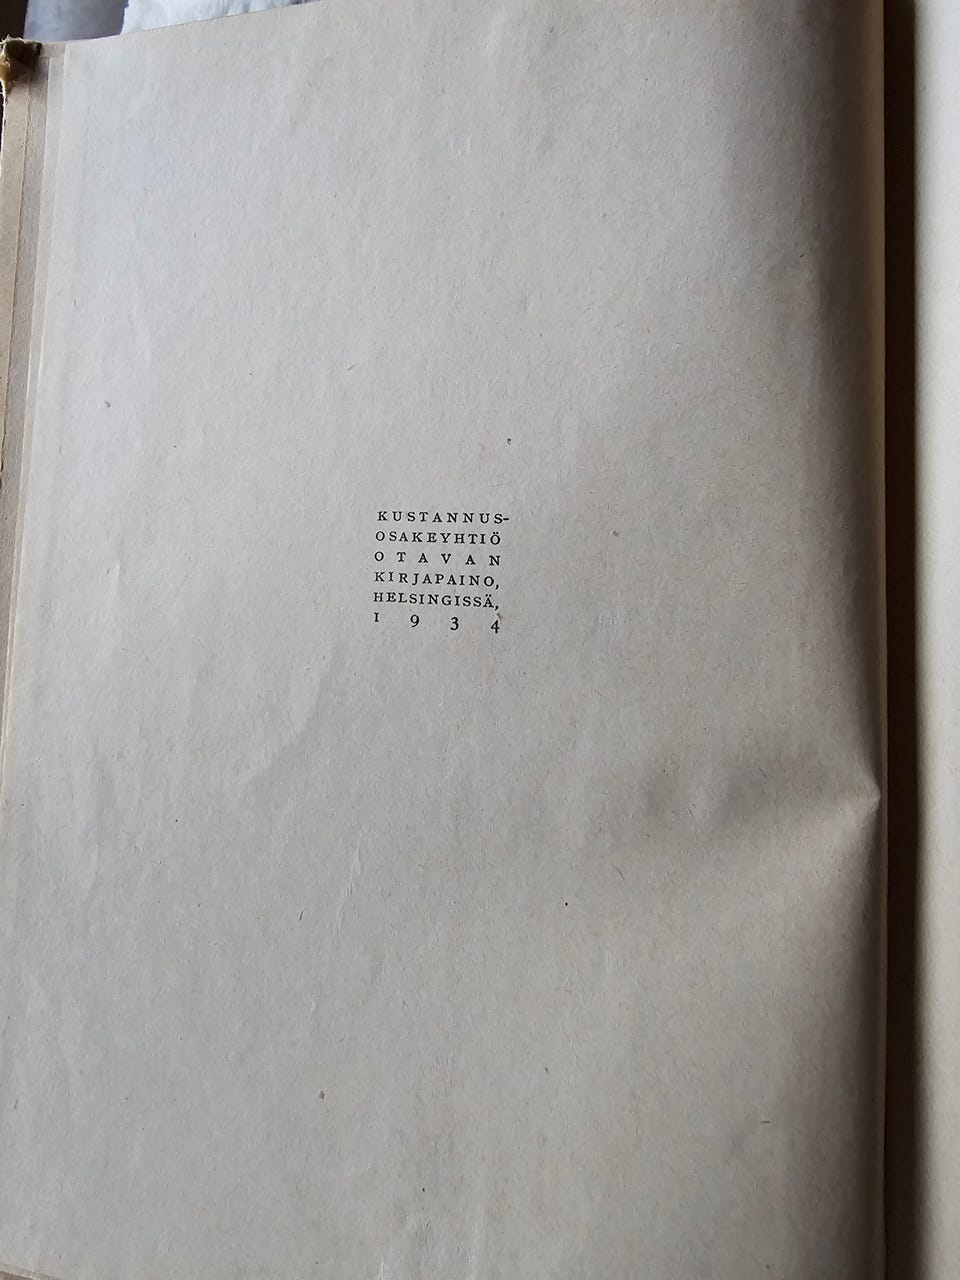 KUSTANNUS-
OSAKEYHTIÖ
OTAVAN
KIRJAPAINO,
HELSINGISSÄ,
1934